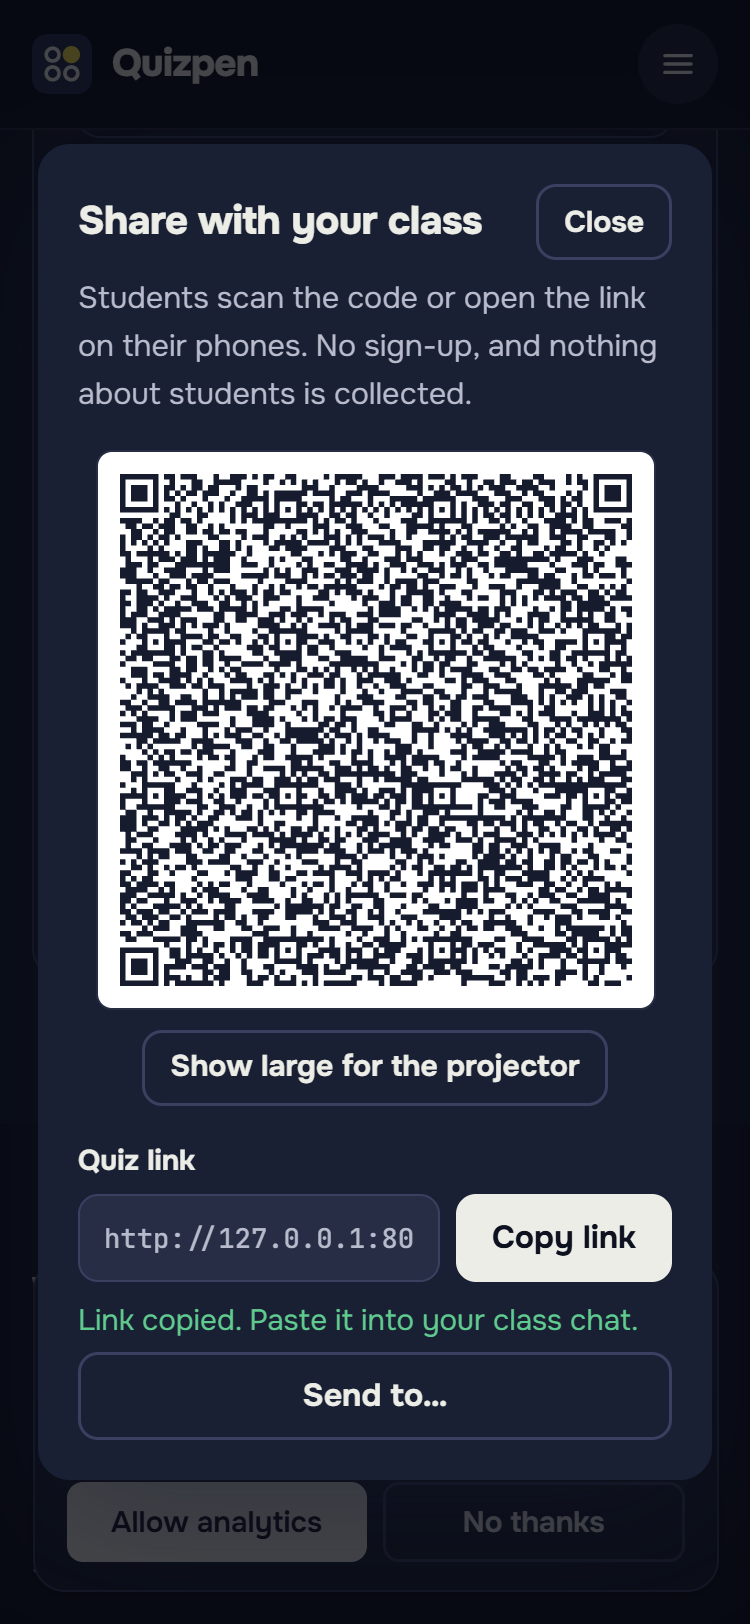 Quizpen
Share with your class
Close
Students scan the code or open the link
on their phones. No sign-up, and nothing
about students is collected.
Show large for the projector
Quiz link
http://127.0.0.1:80
Copy link
Link copied. Paste it into your class chat.
Send to...
Allow analytics
No thanks